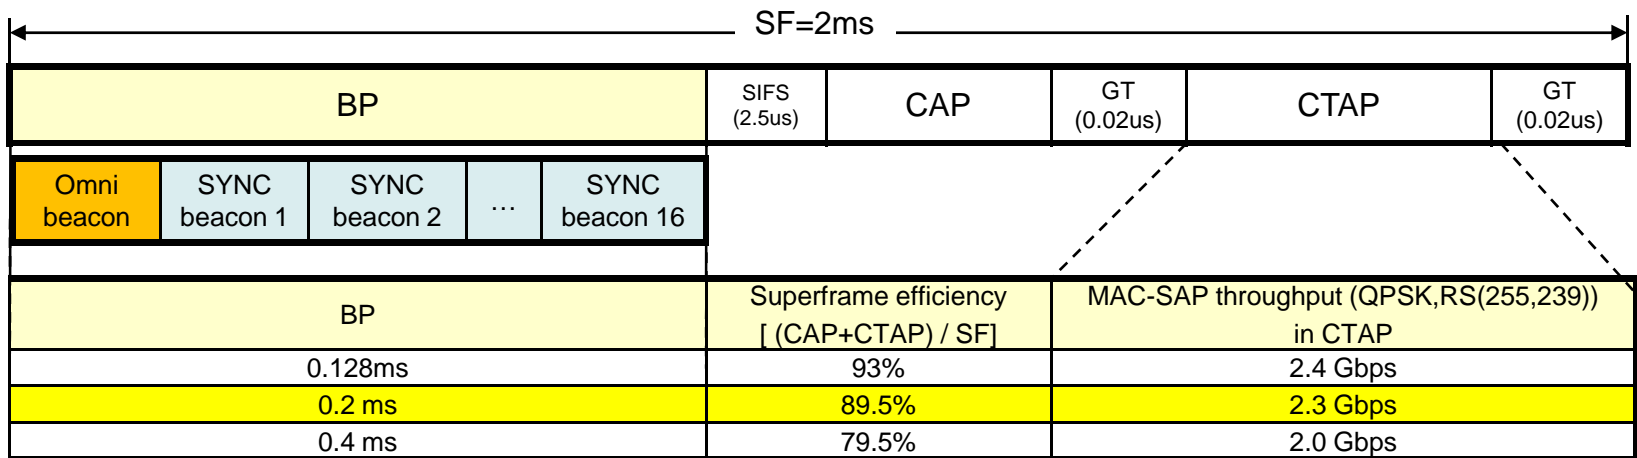 SF=2ms
BP
SIFS
(2.5us)
CAP
GT
(0.02us)
CTAP
GT
(0.02us)
Omni
beacon
SYNC
beacon 1
SYNC
beacon 2
…
SYNC
beacon 16
BP
Superframe efficiency
[ (CAP+CTAP) / SF]
MAC-SAP throughput (QPSK,RS(255,239))
in CTAP
0.128ms
93%
2.4 Gbps
0.2 ms
89.5%
2.3 Gbps
0.4 ms
79.5%
2.0 Gbps